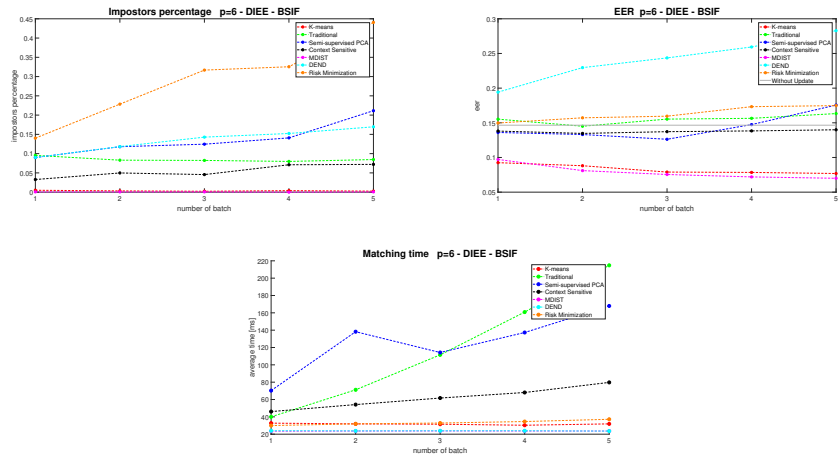 Impostors percentage p=6 - DIEE - BSIF
impostors percentage
0.45
0.4
0.35
0.3
0.25
0.2
0.15
0.1
0.05
0
1
2
3
4
5
number of batch
K-means
Traditional
Semi-supervised PCA
Context Sensitive
MDIST
DEND
Risk Minimization
EER p=6 - DIEE - BSIF
eer
0.3
0.25
0.2
0.15
0.1
0.05
1
2
3
4
5
number of batch
K-means
Traditional
Semi-supervised PCA
Context Sensitive
MDIST
DEND
Risk Minimization
Without Update
Matching time p=6 - DIEE - BSIF
average time [ms]
220
200
180
160
140
120
100
80
60
40
20
1
2
3
4
5
number of batch
K-means
Traditional
Semi-supervised PCA
Context Sensitive
MDIST
DEND
Risk Minimization